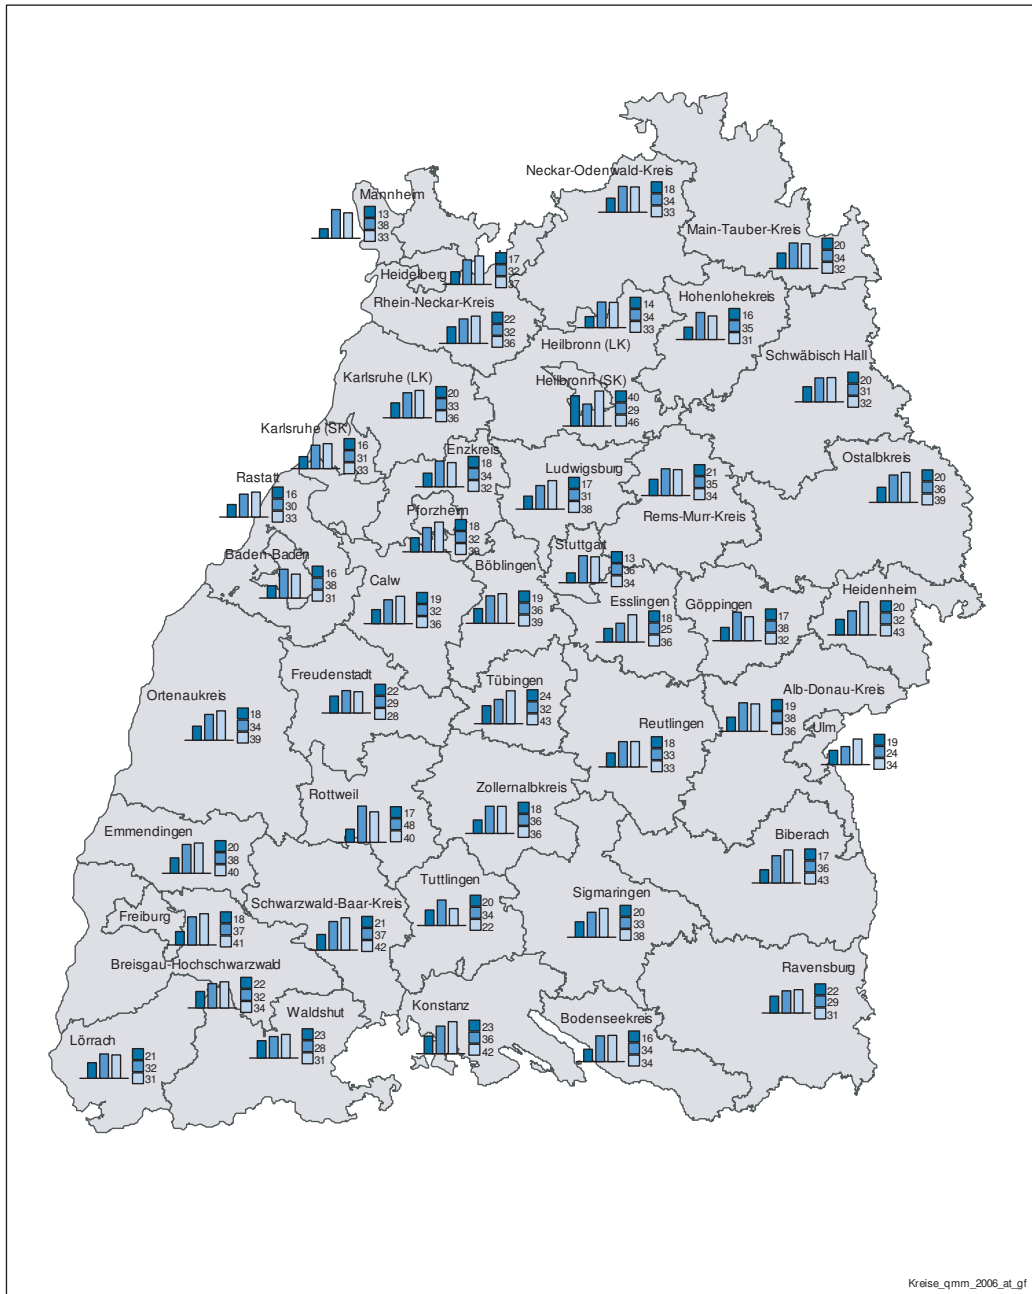 Neckar-Odenwald-Kreis
18
34
33
Mannheim
13
38
33
Main-Tauber-Kreis
20
34
32
Heidelberg
17
32
37
Rhein-Neckar-Kreis
22
32
36
14
34
33
Heilbronn (LK)
Hohenlohekreis
16
35
31
Schwäbisch Hall
20
31
32
Karlsruhe (LK)
20
33
36
Heilbronn (SK)
40
29
46
Karlsruhe (SK)
16
31
33
Enzkreis
18
34
32
Ludwigsburg
17
31
38
21
35
34
Rems-Murr-Kreis
Ostalbkreis
20
36
39
Rastatt
16
30
33
Pforzheim
18
32
39
Stuttgart
13
36
34
Baden-Baden
16
38
31
Calw
19
32
36
Böblingen
19
36
39
Esslingen
18
25
36
Göppingen
17
38
32
Heidenheim
20
32
43
Freudenstadt
22
29
28
Tübingen
24
32
43
Alb-Donau-Kreis
19
38
36
Ortenaukreis
18
34
39
Reutlingen
18
33
33
Ulm
19
24
34
Rottweil
17
48
40
Zollernalbkreis
18
36
36
Emmendingen
20
38
40
Biberach
17
36
43
Tuttlingen
20
34
22
Sigmaringen
20
33
38
Freiburg
18
37
41
Schwarzwald-Baar-Kreis
21
37
42
Breisgau-Hochschwarzwald
22
32
34
Ravensburg
22
29
31
Waldshut
23
28
31
Konstanz
23
36
42
Bodenseekreis
16
34
34
Lörrach
21
32
31
Kreise_qmm_2006_at_gf